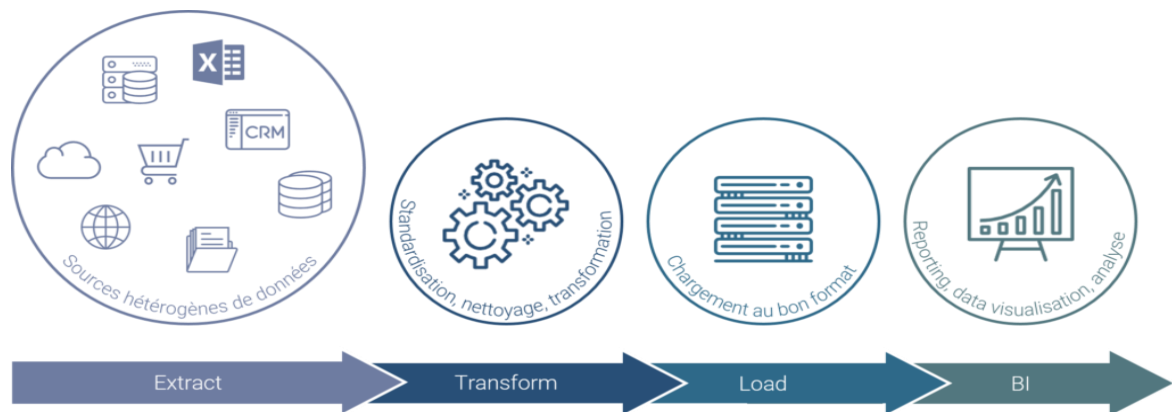 X
CRM
Sources hétérogènes de données
Standardisation, nettoyage, transformation
Chargement au bon format
Reporting, data visualisation, analyse
Extract
Transform
Load
BI